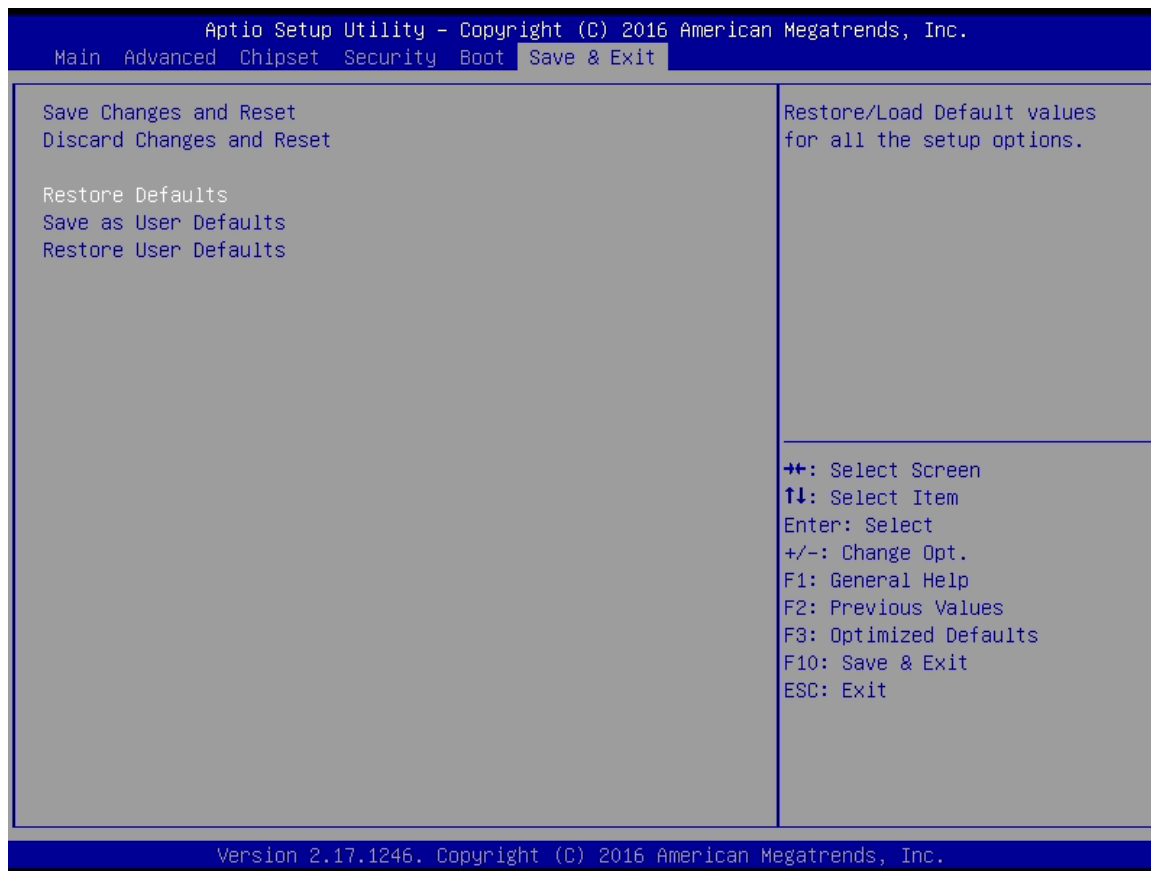 Aptio Setup Utility – Copyright (C) 2016 American Megatrends, Inc.
Main Advanced Chipset Security Boot Save & Exit
Save Changes and Reset
Discard Changes and Reset
Restore Defaults
Save as User Defaults
Restore User Defaults
Restore/Load Default values
for all the setup options.
→←: Select Screen
↑↓: Select Item
Enter: Select
+/-: Change Opt.
F1: General Help
F2: Previous Values
F3: Optimized Defaults
F10: Save & Exit
ESC: Exit
Version 2.17.1246. Copyright (C) 2016 American Megatrends, Inc.